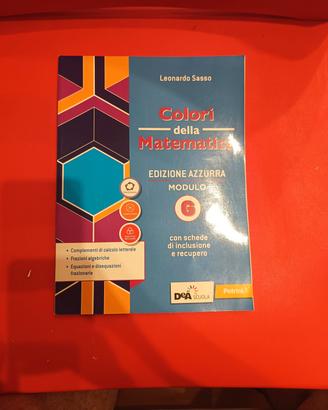 Leonardo Sasso
Colori
della
Matematica
EDIZIONE AZZURRA
MODULO
G
con schede
di inclusione
e recupero
• Complementi di calcolo letterale
• Frazioni algebriche
• Equazioni e disequazioni
frazionarie
DeA SCUOLA
Petrini